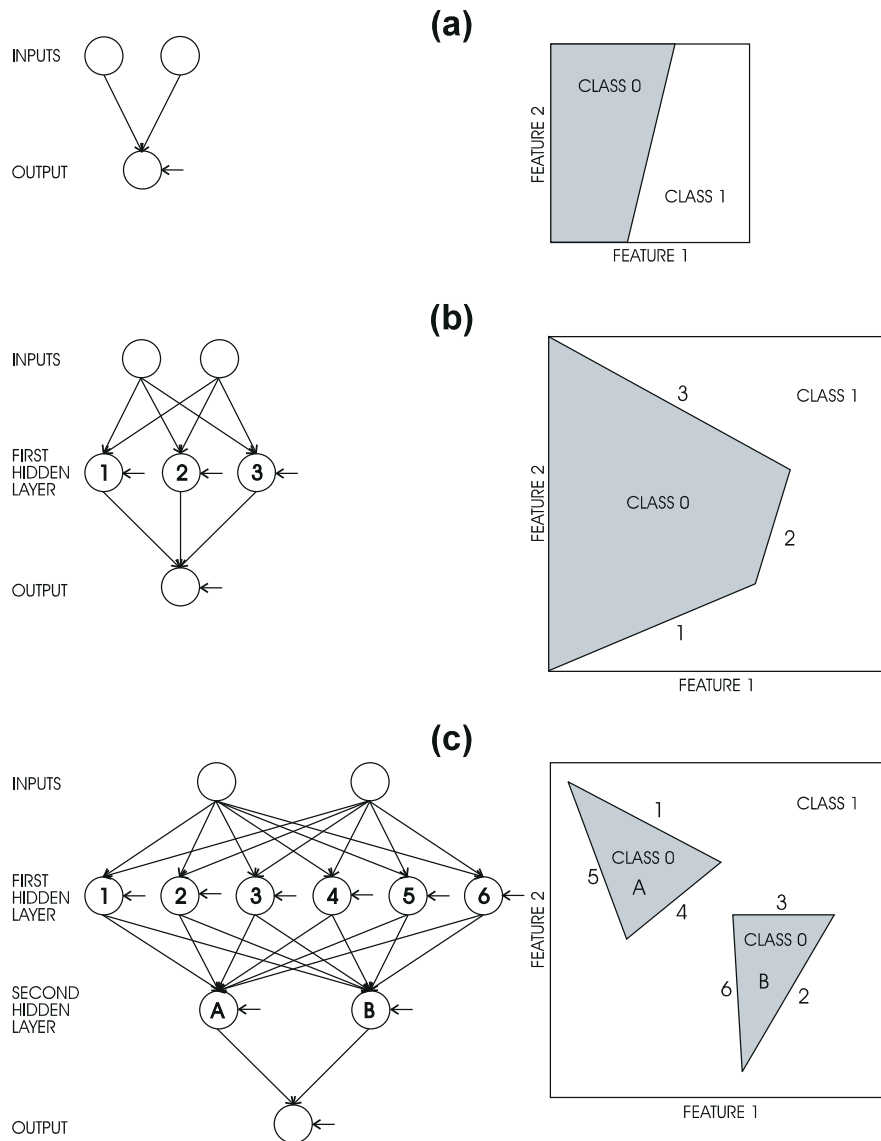 (a)
INPUTS
OUTPUT
FEATURE 2
CLASS 0
CLASS 1
FEATURE 1
(b)
INPUTS
FIRST
HIDDEN
LAYER
1 2 3
OUTPUT
FEATURE 2
3
CLASS 1
CLASS 0
2
1
FEATURE 1
(c)
INPUTS
FIRST
HIDDEN
LAYER
1 2 3 4 5 6
SECOND
HIDDEN
LAYER
A B
OUTPUT
FEATURE 2
1
CLASS 1
CLASS 0
5
A
4
3
CLASS 0
6
B
2
FEATURE 1